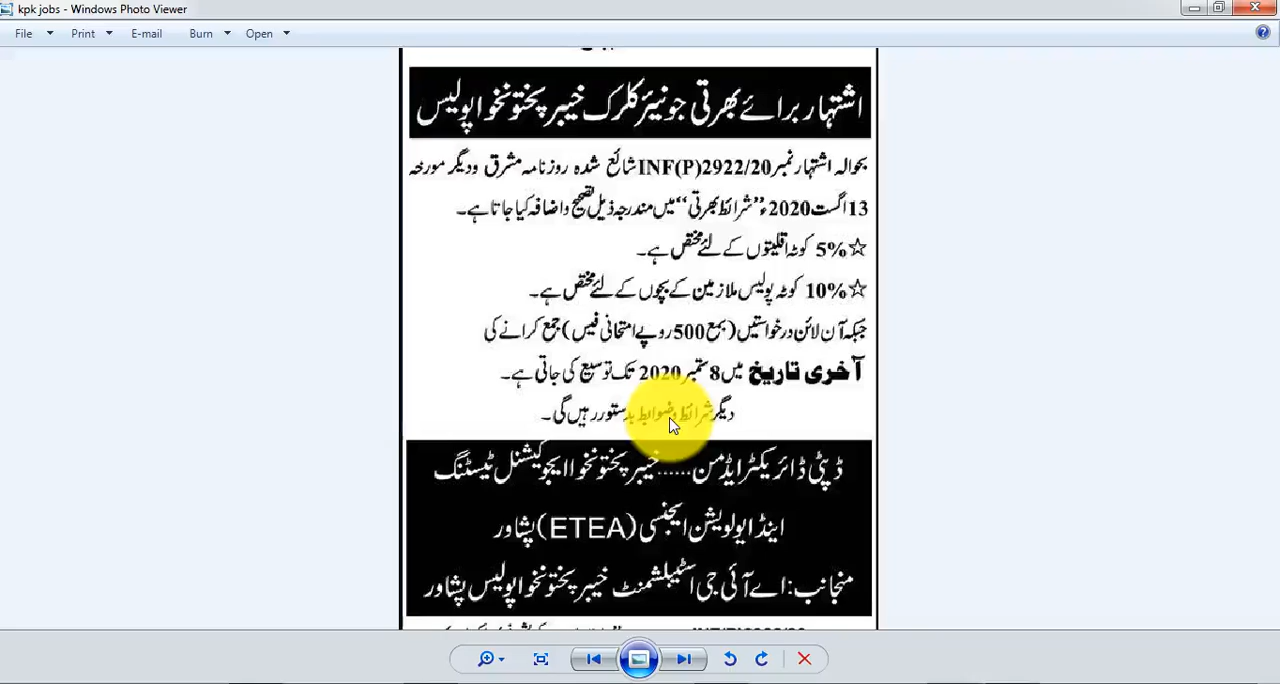 kpk jobs - Windows Photo Viewer
File Print E-mail Burn Open
اشتہار برائے بھرتی جونیئر کلرک خیبر پختونخوا پولیس
بحوالہ اشتہار نمبر INF(P)2922/20 شائع شدہ روزنامہ مشرق ودیگر مورخہ
13 اگست 2020ء ”شرائط بھرتی“ میں مندرجہ ذیل تصحیح واضافہ کیا جاتا ہے۔
☆ 5% کوٹہ اقلیتوں کے لئے مختص ہے۔
☆ 10% کوٹہ پولیس ملازمین کے بچوں کے لئے مختص ہے۔
جبکہ آن لائن درخواستیں (بمع 500 روپے امتحانی فیس) جمع کرانے کی
آخری تاریخ میں 8 ستمبر 2020 تک توسیع کی جاتی ہے۔
دیگر شرائط وضوابط بدستور رہیں گی۔
ڈپٹی ڈائریکٹر ایڈمن......خیبر پختونخوا ایجوکیشنل ٹیسٹنگ
اینڈ ایولویشن ایجنسی (ETEA) پشاور
منجانب: اے آئی جی اسٹیبلشمنٹ خیبر پختونخوا پولیس پشاور